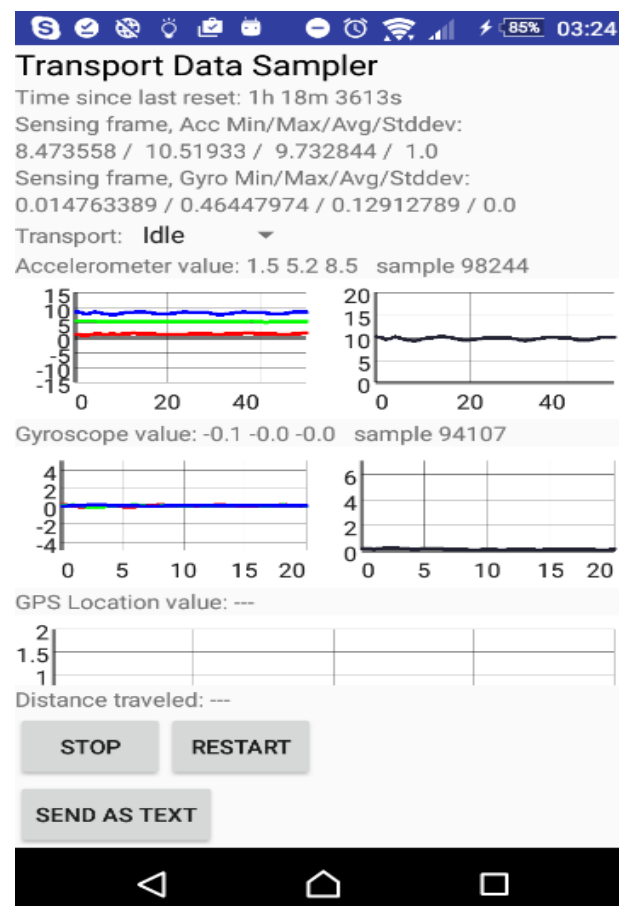 85% 03:24
Transport Data Sampler
Time since last reset: 1h 18m 3613s
Sensing frame, Acc Min/Max/Avg/Stddev:
8.473558 / 10.51933 / 9.732844 / 1.0
Sensing frame, Gyro Min/Max/Avg/Stddev:
0.014763389 / 0.46447974 / 0.12912789 / 0.0
Transport: Idle
Accelerometer value: 1.5 5.2 8.5 sample 98244
15 20
10 15
5 10
0 5
-5 0
-10
-15
0 20 40 0 20 40
Gyroscope value: -0.1 -0.0 -0.0 sample 94107
4 6
2 4
0 2
-2 0
-4
0 5 10 15 20 0 5 10 15 20
GPS Location value: ---
2
1.5
1
Distance traveled: ---
STOP RESTART
SEND AS TEXT